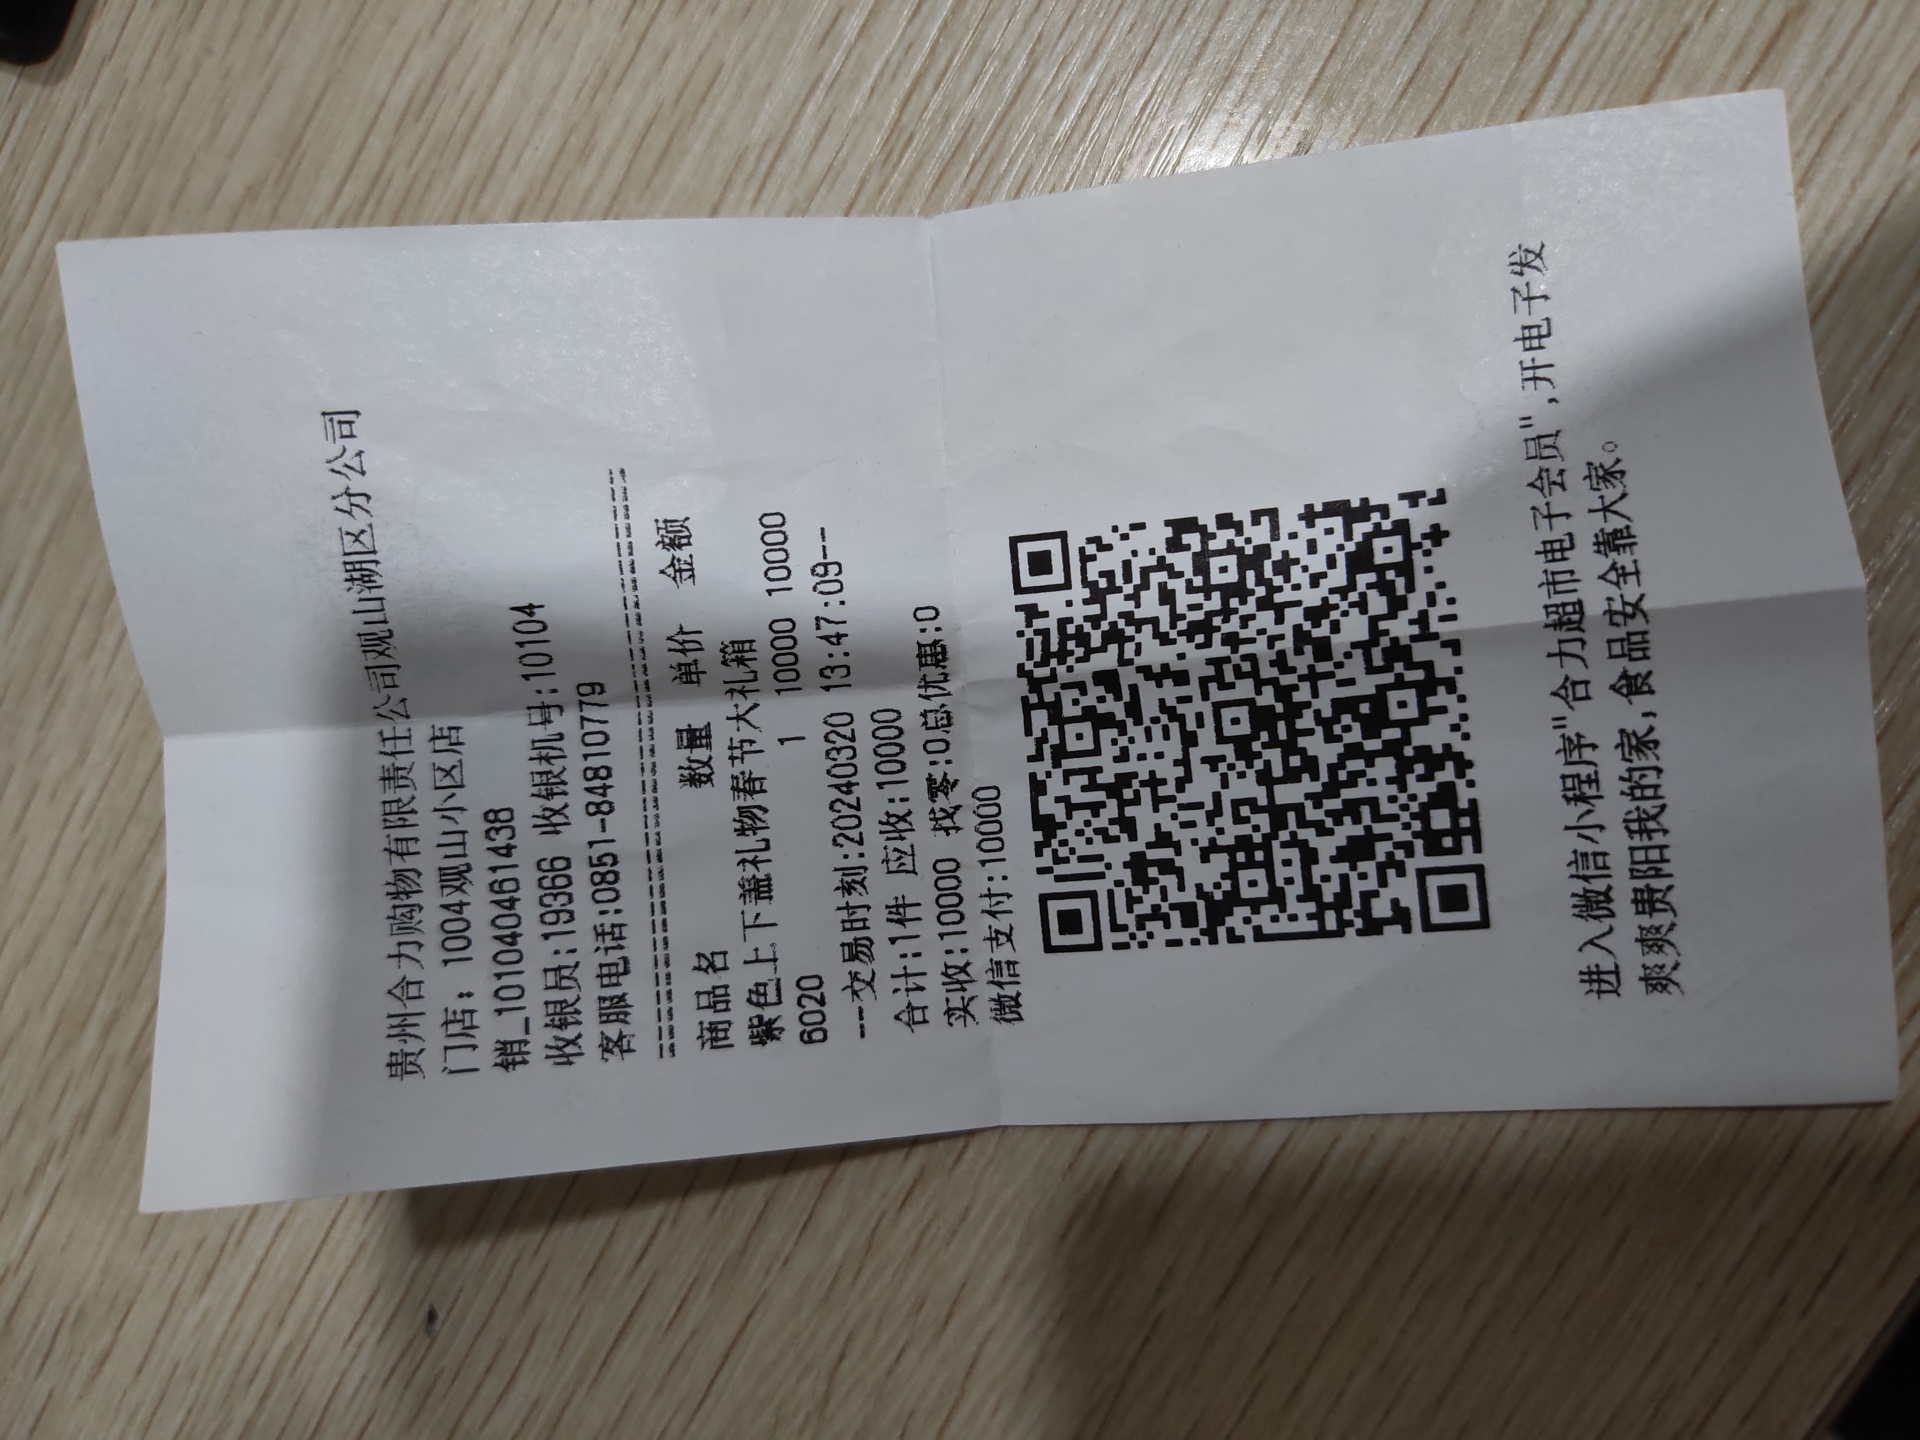 贵州合力购物有限责任公司观山湖区分公司
门店: 1004观山小区店
销_101040461438
收银员:19366 收银机号:10104
客服电话:0851-84810779
商品名 数量 单价 金额
紫色上下盖礼物春节大礼箱
6020 1 10000 10000
--交易时刻:20240320 13:47:09--
合计:1件 应收:10000
实收:10000 找零:0总优惠:0
微信支付:10000
进入微信小程序"合力超市电子会员",开电子发
爽爽贵阳我的家,食品安全靠大家。